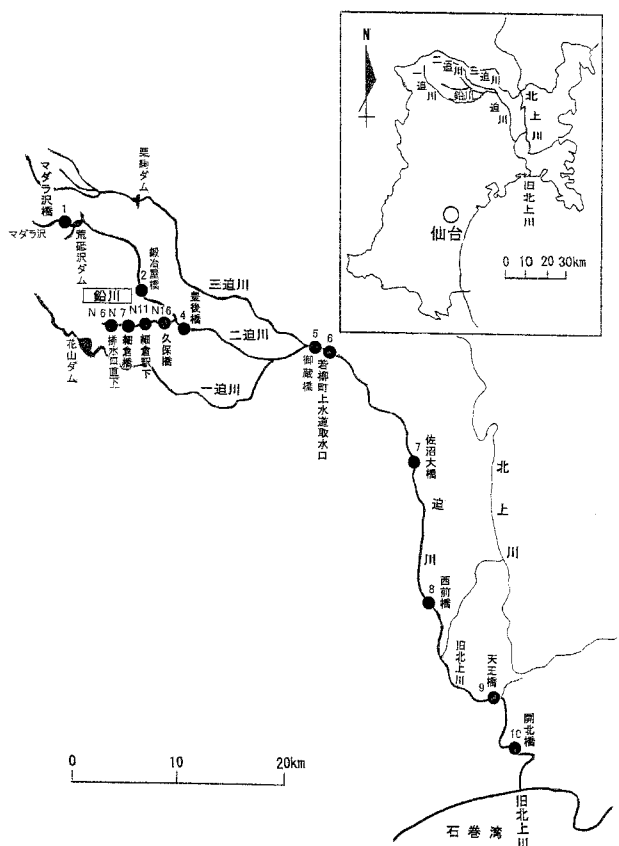 N
二迫川
三迫川
一迫川
鉛川
迫川
北上川
旧北上川
仙台
0 10 20 30km
栗駒ダム
マダラ沢橋
1
マダラ沢
荒砥沢ダム
鍛冶屋橋
2
鉛川
N6
N7
N11
N16
豊後橋
4
排水口直下
細倉橋
細倉駅下
久保橋
花山ダム
三迫川
二迫川
一迫川
5
6
御蔵橋
若柳町上水道取水口
7
佐沼大橋
迫川
北上川
8
西前橋
旧北上川
天王橋
9
開北橋
10
0 10 20km
石巻湾
旧北上川